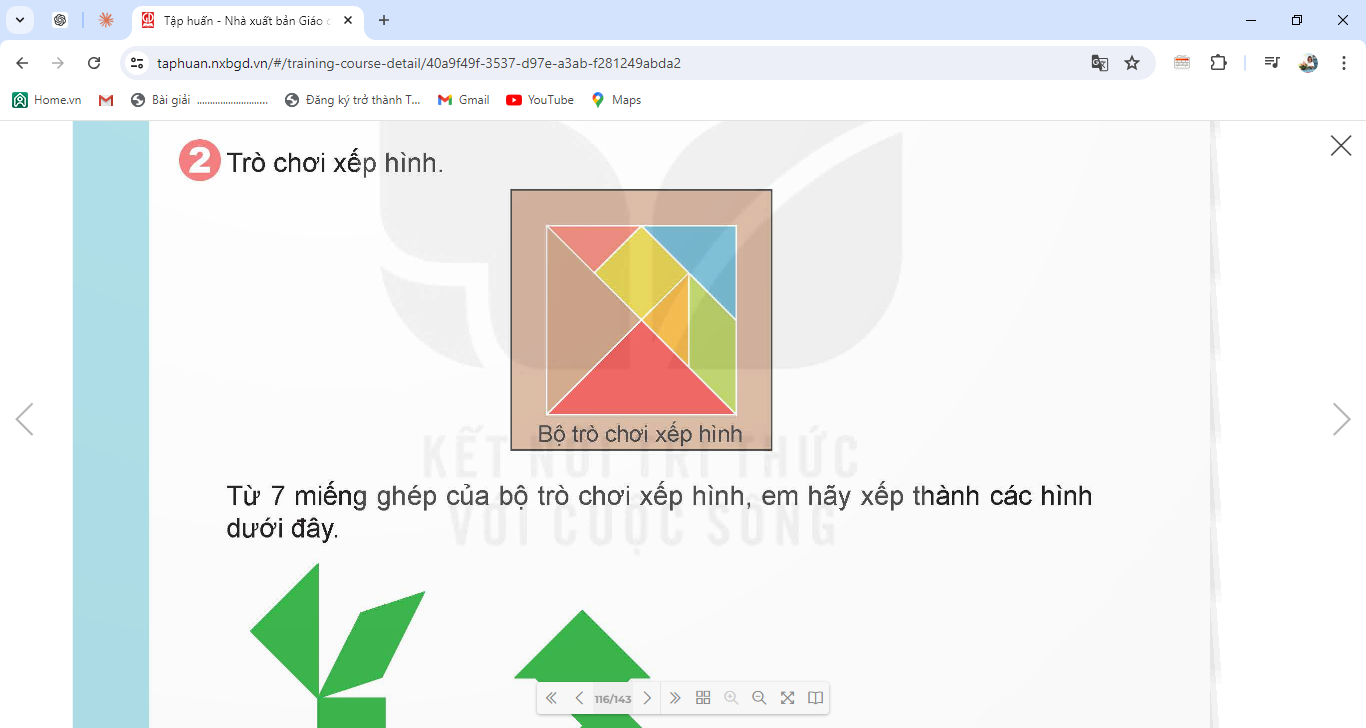 Tập huấn - Nhà xuất bản Giáo
taphuan.nxbgd.vn/#/training-course-detail/40a9f49f-3537-d97e-a3ab-f281249abda2
Home.vn Bài giải ........................... Đăng ký trở thành T... Gmail YouTube Maps
2 Trò chơi xếp hình.
Bộ trò chơi xếp hình
KẾT NỐI TRI THỨC
VỚI CUỘC SỐNG
Từ 7 miếng ghép của bộ trò chơi xếp hình, em hãy xếp thành các hình
dưới đây.
116/143